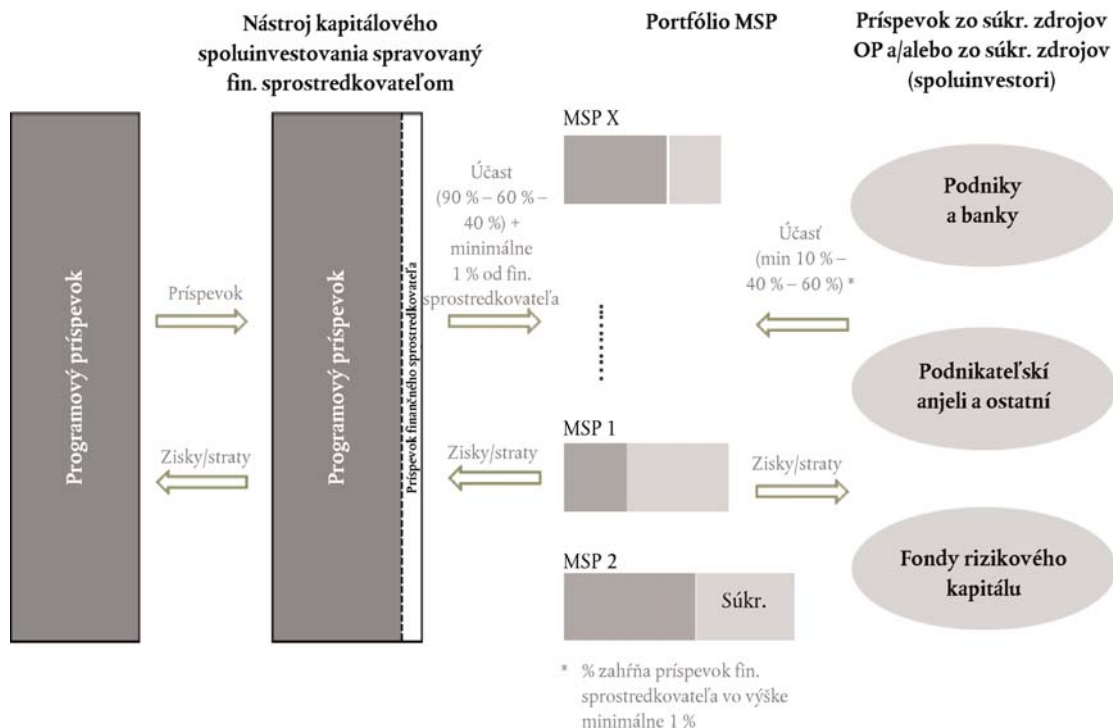 Nástroj kapitálového
spoluinvestovania spravovaný
fin. sprostredkovateľom
Portfólio MSP
Príspevok zo súkr. zdrojov
OP a/alebo zo súkr. zdrojov
(spoluinvestori)
Programový príspevok
Príspevok
Zisky/straty
Programový príspevok
Príspevok finančného sprostredkovateľa
Účast
(90 % – 60 % –
40 %) +
minimálne
1 % od fin.
sprostredkovateľa
Zisky/straty
MSP X
MSP 1
MSP 2
Súkr.
Účasť
(min 10 % –
40 % – 60 %) *
Zisky/straty
Podniky
a banky
Podnikateľskí
anjeli a ostatní
Fondy rizikového
kapitálu
* % zahŕňa príspevok fin.
sprostredkovateľa vo výške
minimálne 1 %